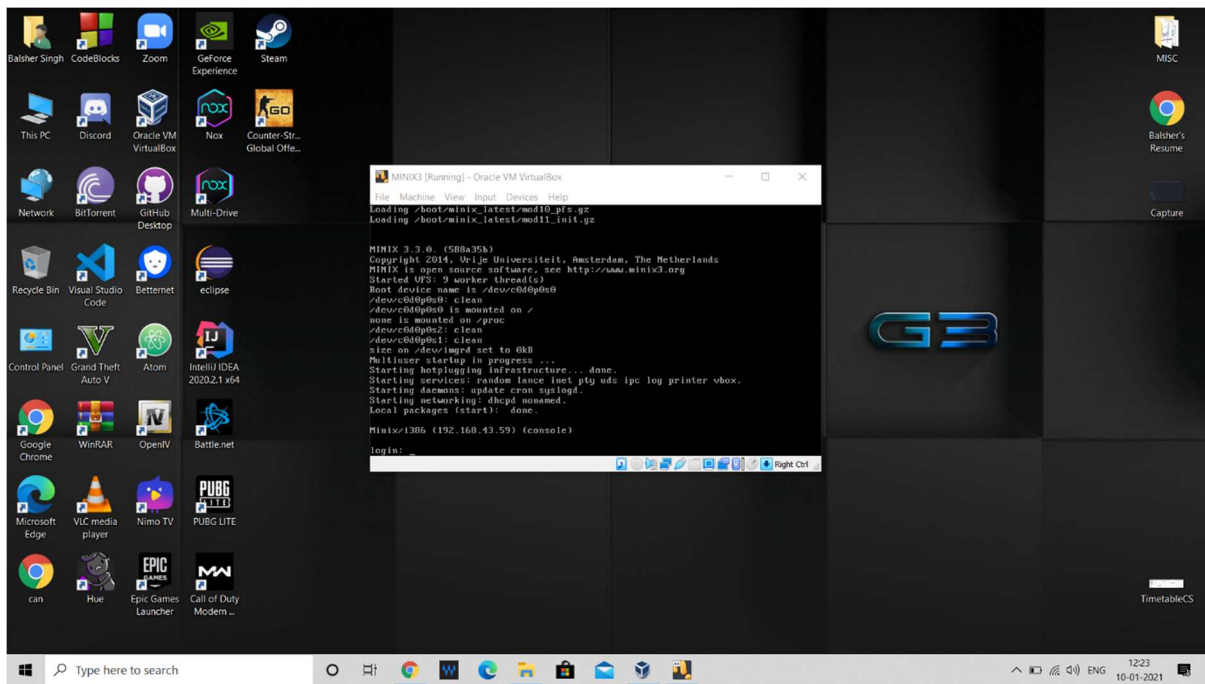 Balsher Singh
CodeBlocks
Zoom
GeForce
Experience
Steam
MISC
This PC
Discord
Oracle VM
VirtualBox
Nox
Counter-Str...
Global Offe...
GO
Balsher's
Resume
Network
BitTorrent
GitHub
Desktop
Multi-Drive
Capture
Recycle Bin
Visual Studio
Code
Betternet
eclipse
Control Panel
Grand Theft
Auto V
Atom
IntelliJ IDEA
2020.2.1 x64
Google
Chrome
WinRAR
OpenIV
Battle.net
Microsoft
Edge
VLC media
player
Nimo TV
PUBG
LITE
PUBG LITE
can
Hue
EPIC
GAMES
Epic Games
Launcher
Call of Duty
Modern ...
TimetableCS
MINIX3 [Running] - Oracle VM VirtualBox
File Machine View Input Devices Help
Loading /boot/minix_latest/mod10_pfs.gz
Loading /boot/minix_latest/mod11_init.gz
MINIX 3.3.0. (588a35b)
Copyright 2014, Vrije Universiteit, Amsterdam, The Netherlands
MINIX is open source software, see http://www.minix3.org
Started VFS: 9 worker thread(s)
Root device name is /dev/c0d0p0s0
/dev/c0d0p0s0: clean
/dev/c0d0p0s0 is mounted on /
none is mounted on /proc
/dev/c0d0p0s2: clean
/dev/c0d0p0s1: clean
size on /dev/imgrd set to 0kB
Multiuser startup in progress ...
Starting hotplugging infrastructure... done.
Starting services: random lance inet pty uds ipc log printer vbox.
Starting daemons: update cron syslogd.
Starting networking: dhcpd nonamed.
Local packages (start): done.
Minix/i386 (192.168.43.59) (console)
login: _
Right Ctrl
G3
Type here to search
ENG
12:23
10-01-2021